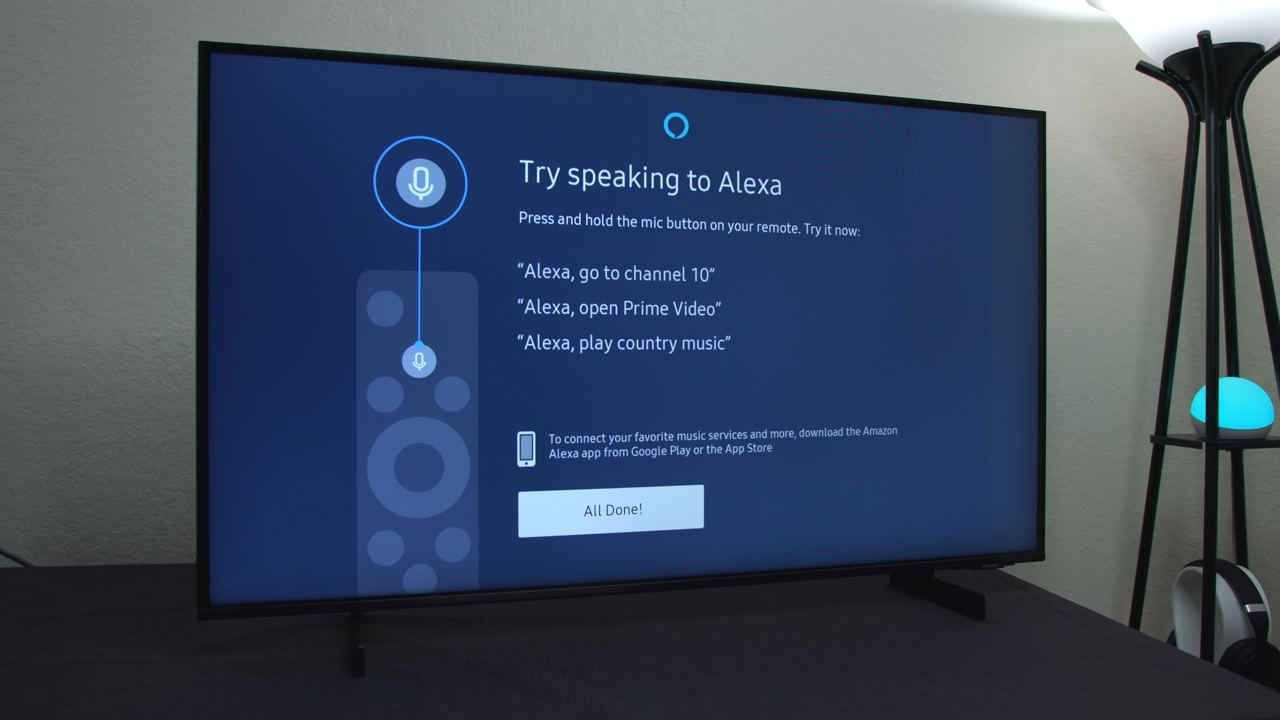 Try speaking to Alexa
Press and hold the mic button on your remote. Try it now:
“Alexa, go to channel 10”
“Alexa, open Prime Video”
“Alexa, play country music”
To connect your favorite music services and more, download the Amazon
Alexa app from Google Play or the App Store
All Done!